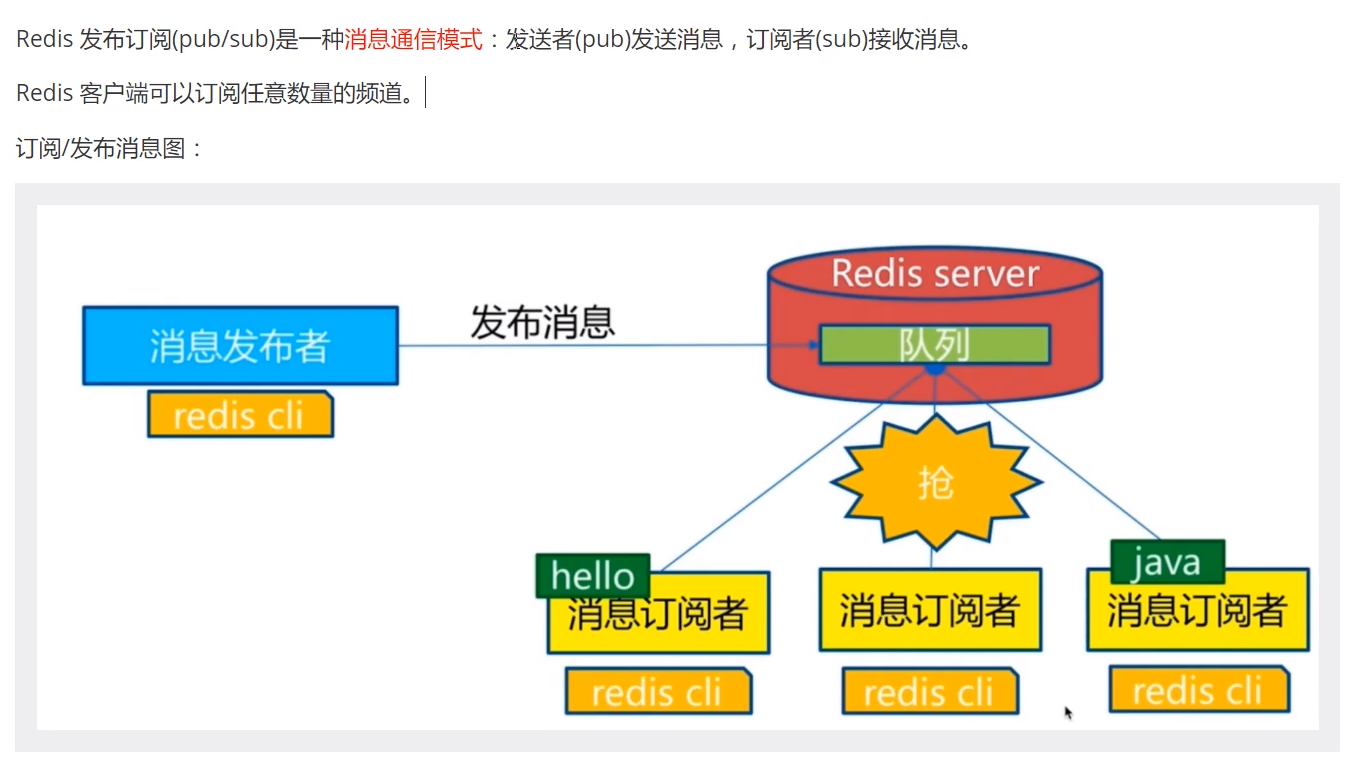 Redis 发布订阅(pub/sub)是一种消息通信模式：发送者(pub)发送消息，订阅者(sub)接收消息。
Redis 客户端可以订阅任意数量的频道。
订阅/发布消息图：
Redis server
发布消息
消息发布者
队列
redis cli
抢
hello
java
消息订阅者
消息订阅者
消息订阅者
redis cli
redis cli
redis cli